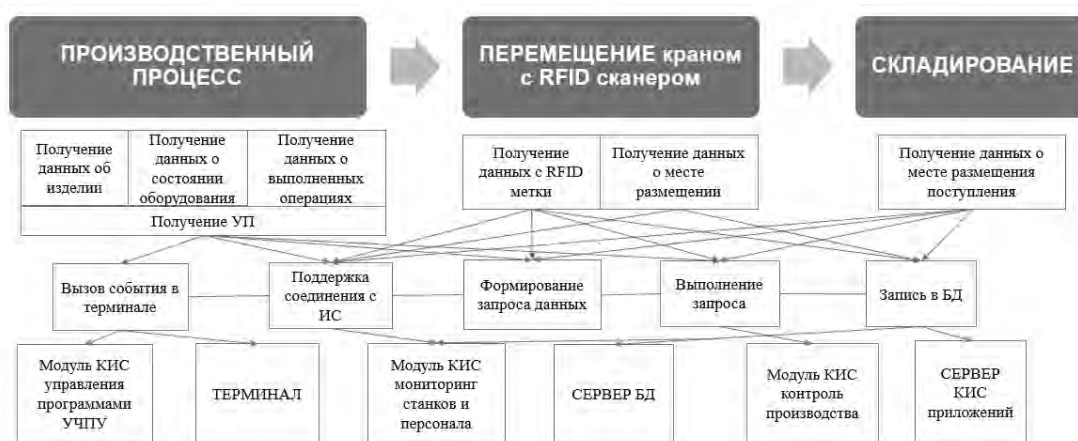 ПРОИЗВОДСТВЕННЫЙ
ПРОЦЕСС
ПЕРЕМЕЩЕНИЕ краном
с RFID сканером
СКЛАДИРОВАНИЕ
Получение
данных об
изделии
Получение
данных о
состоянии
оборудования
Получение
данных о
выполненных
операциях
Получение УП
Получение
данных с RFID
метки
Получение данных
о месте
размещении
Получение данных о
месте размещения
поступления
Вызов события в
терминале
Поддержка
соединения с
ИС
Формирование
запроса данных
Выполнение
запроса
Запись в БД
Модуль КИС
управления
программами
УЧПУ
ТЕРМИНАЛ
Модуль КИС
мониторинг
станков и
персонала
СЕРВЕР БД
Модуль КИС
контроль
производства
СЕРВЕР
КИС
приложений